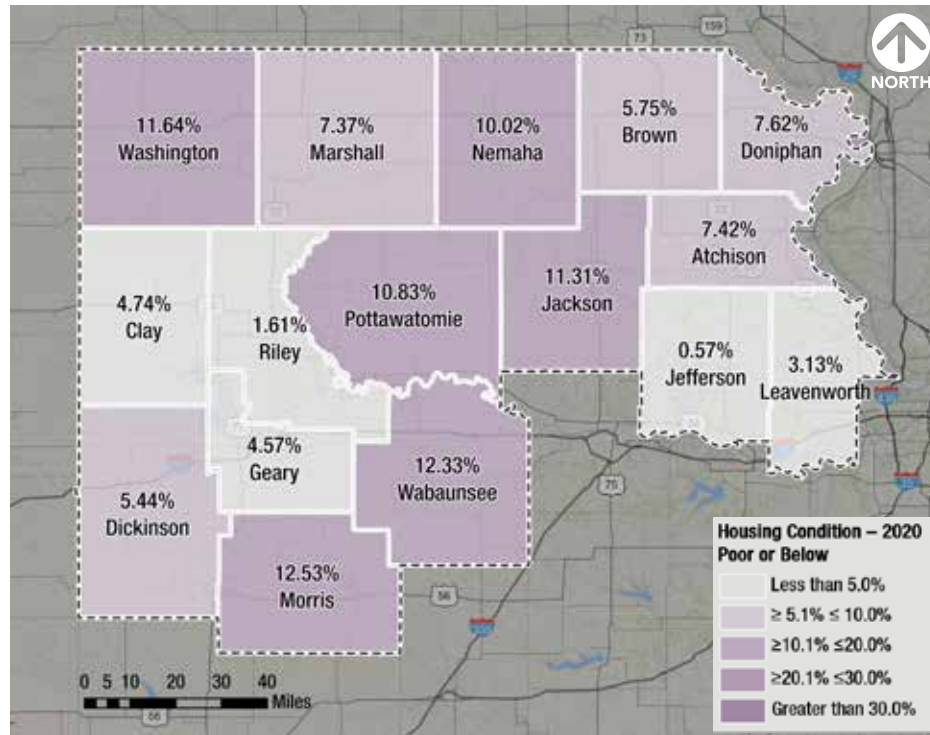 73
159
NORTH
11.64%
Washington
7.37%
Marshall
10.02%
Nemaha
5.75%
Brown
7.62%
Doniphan
7.42%
Atchison
4.74%
Clay
1.61%
Riley
10.83%
Pottawatomie
11.31%
Jackson
0.57%
Jefferson
3.13%
Leavenworth
4.57%
Geary
12.33%
Wabaunsee
5.44%
Dickinson
12.53%
Morris
75
56
56
Housing Condition – 2020
Poor or Below
Less than 5.0%
≥ 5.1% ≤ 10.0%
≥10.1% ≤20.0%
≥20.1% ≤30.0%
Greater than 30.0%
0 5 10 20 30 40
Miles